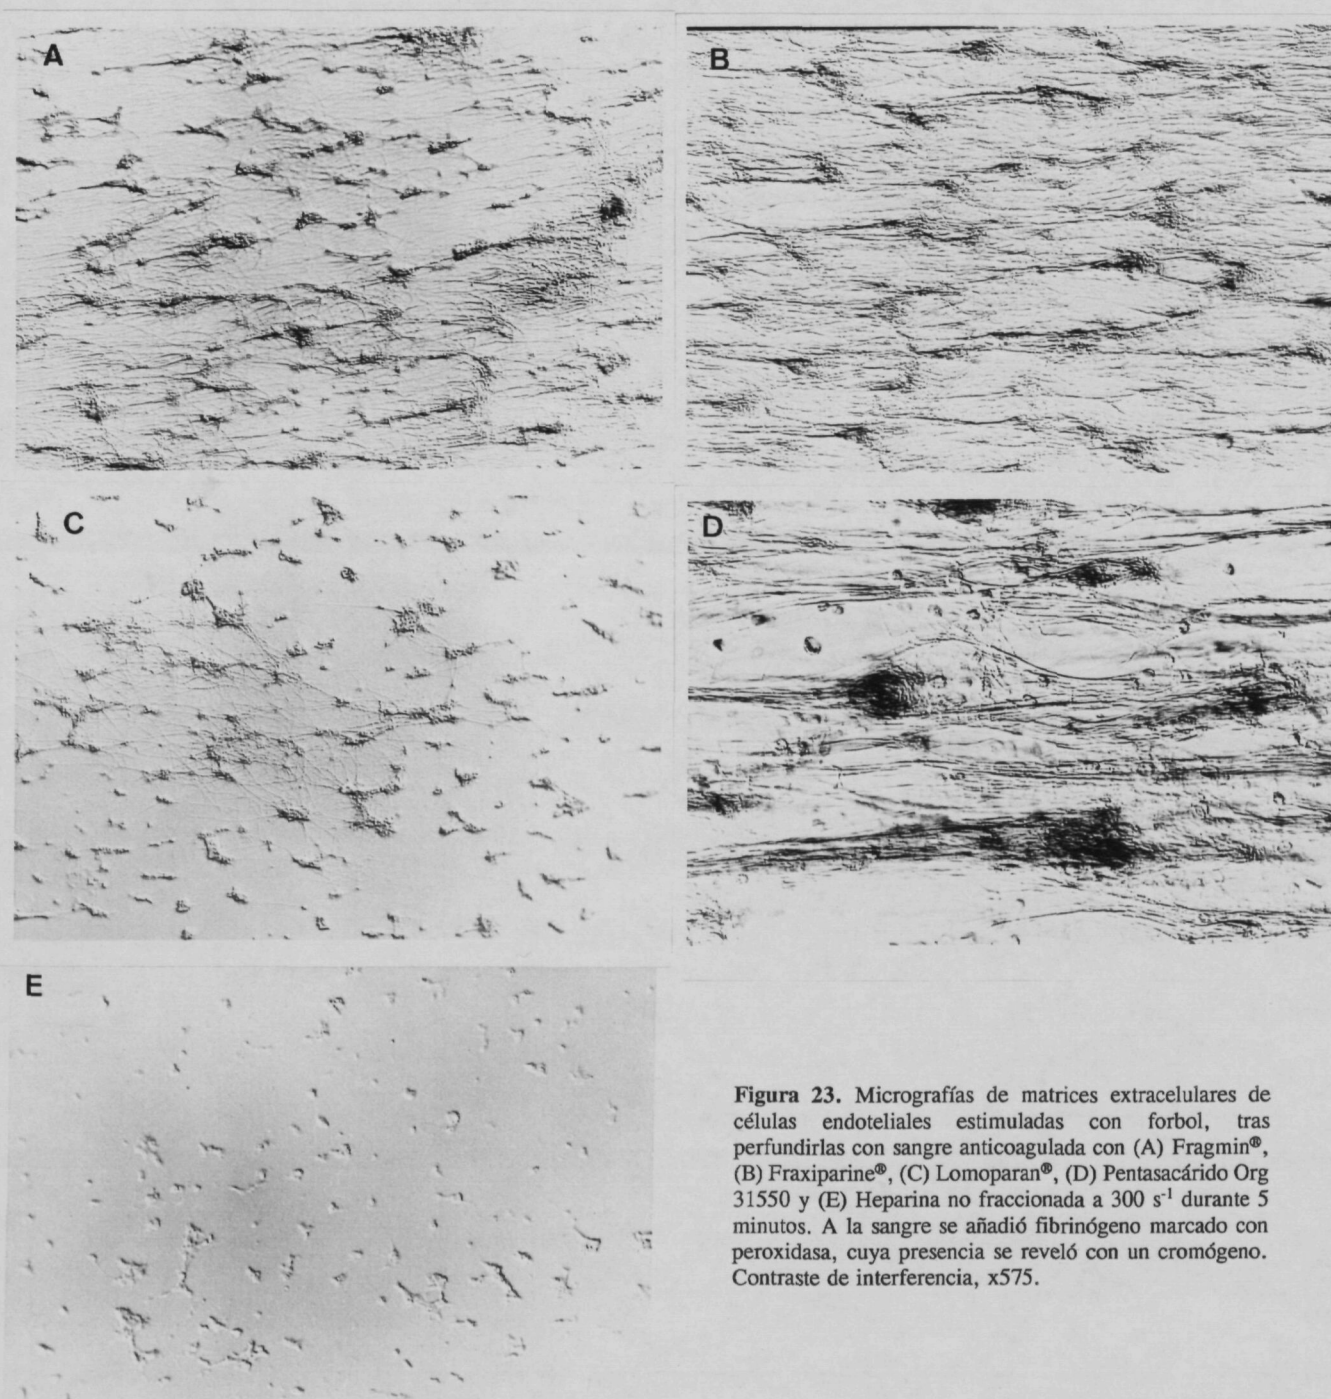 A
B
C
D
E
Figura 23. Micrografías de matrices extracelulares de
células endoteliales estimuladas con forbol, tras
perfundirlas con sangre anticoagulada con (A) Fragmin®,
(B) Fraxiparine®, (C) Lomoparan®, (D) Pentasacárido Org
31550 y (E) Heparina no fraccionada a 300 s⁻¹ durante 5
minutos. A la sangre se añadió fibrinógeno marcado con
peroxidasa, cuya presencia se reveló con un cromógeno.
Contraste de interferencia, x575.